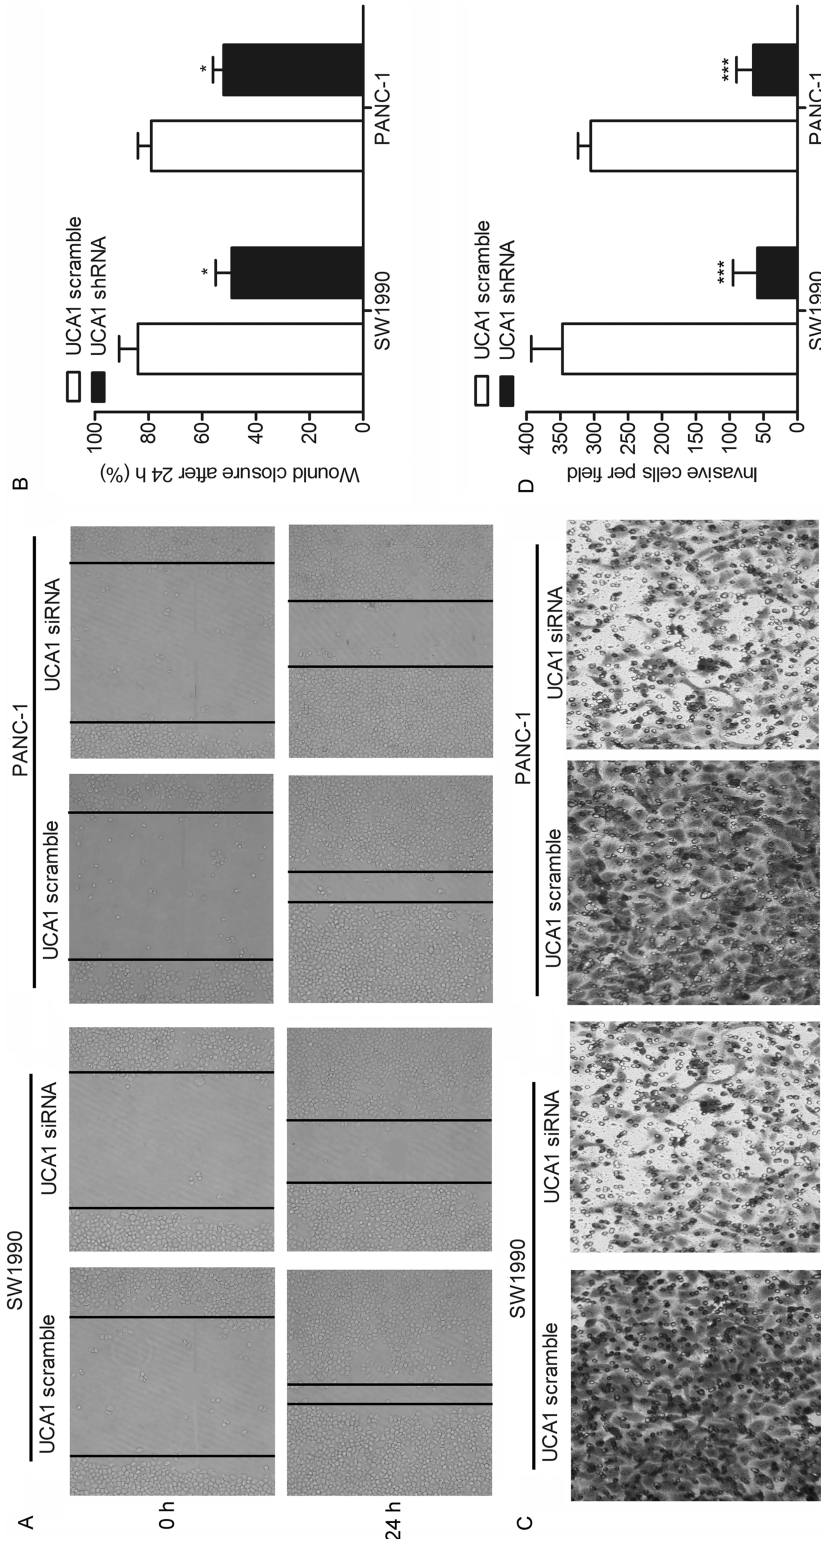 A
SW1990
PANC-1
UCA1 scramble
UCA1 siRNA
UCA1 scramble
UCA1 siRNA
0 h
24 h
B
UCA1 scramble
UCA1 shRNA
Wounld closure after 24 h (%)
100
80
60
40
20
0
*
*
SW1990
PANC-1
C
SW1990
PANC-1
UCA1 scramble
UCA1 siRNA
UCA1 scramble
UCA1 siRNA
D
UCA1 scramble
UCA1 shRNA
Invasive cells per field
400
350
300
250
200
150
100
50
0
***
***
SW1990
PANC-1